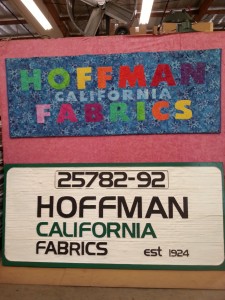 HOFFMAN
CALIFORNIA
FABRICS
25782-92
HOFFMAN
CALIFORNIA
FABRICS est 1924